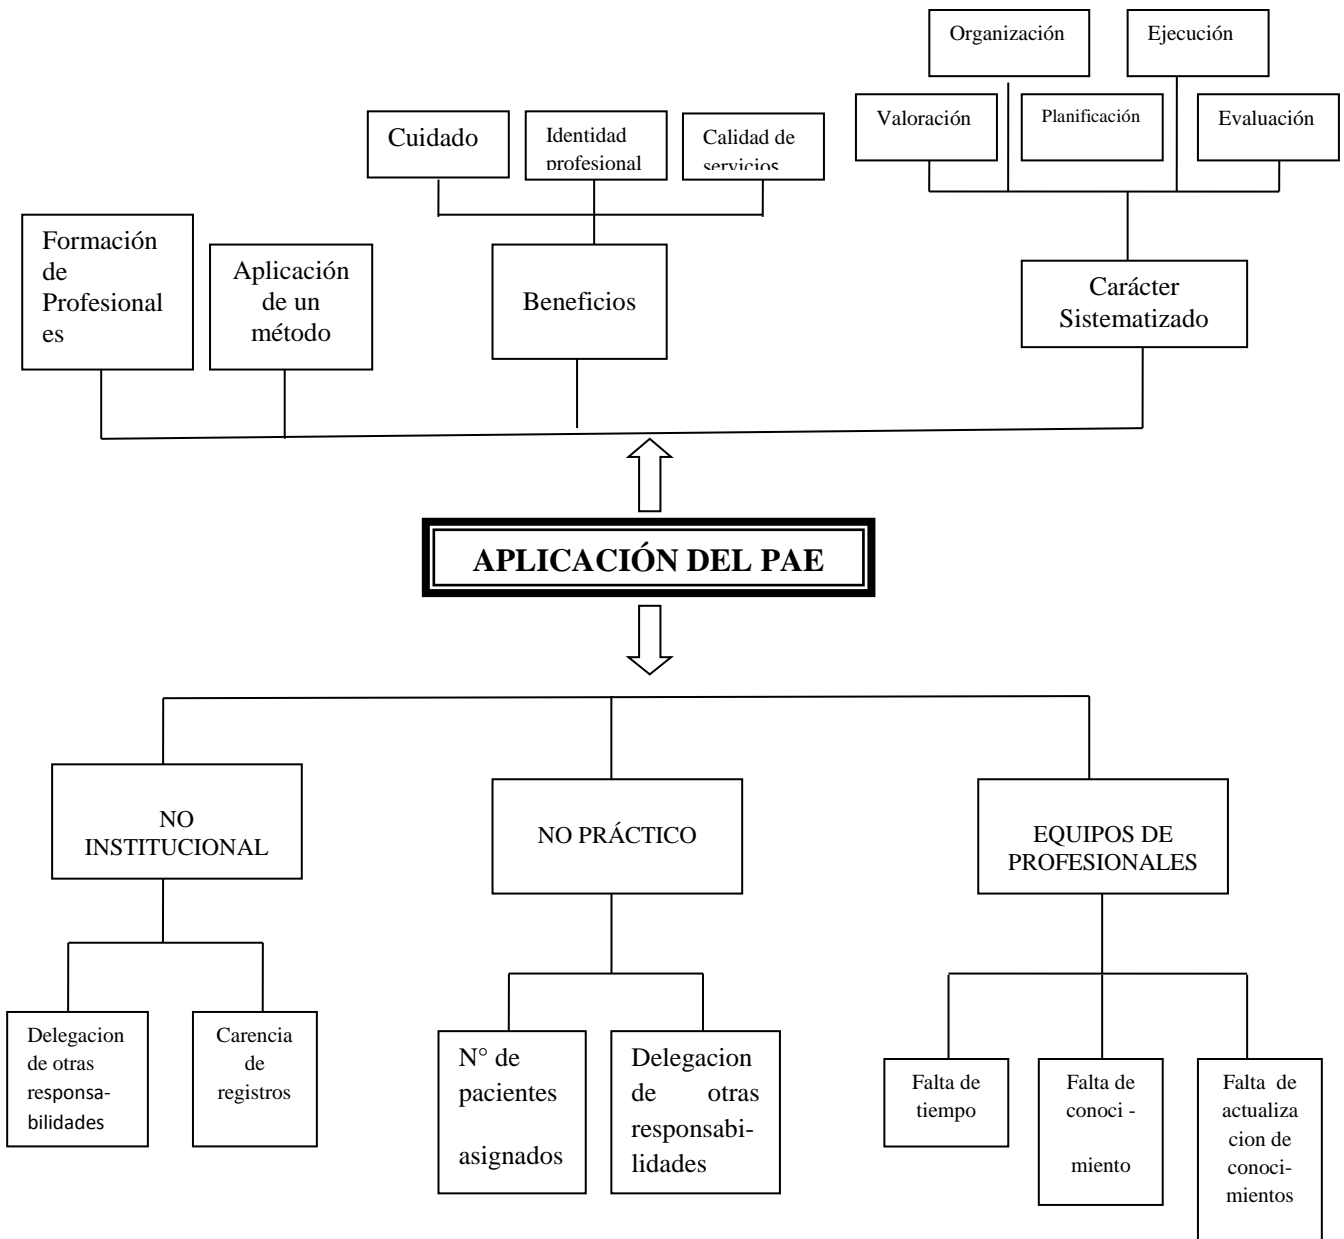 Organización
Ejecución
Valoración
Planificación
Evaluación
Cuidado
Identidad
profesional
Calidad de
servicios
Formación
de
Profesional
es
Aplicación
de un
método
Beneficios
Carácter
Sistematizado
APLICACIÓN DEL PAE
NO
INSTITUCIONAL
NO PRÁCTICO
EQUIPOS DE
PROFESIONALES
Delegacion
de otras
responsa-
bilidades
Carencia
de
registros
N° de
pacientes
asignados
Delegacion
de otras
responsabi-
lidades
Falta de
tiempo
Falta de
conoci -
miento
Falta de
actualiza
cion de
conoci-
mientos